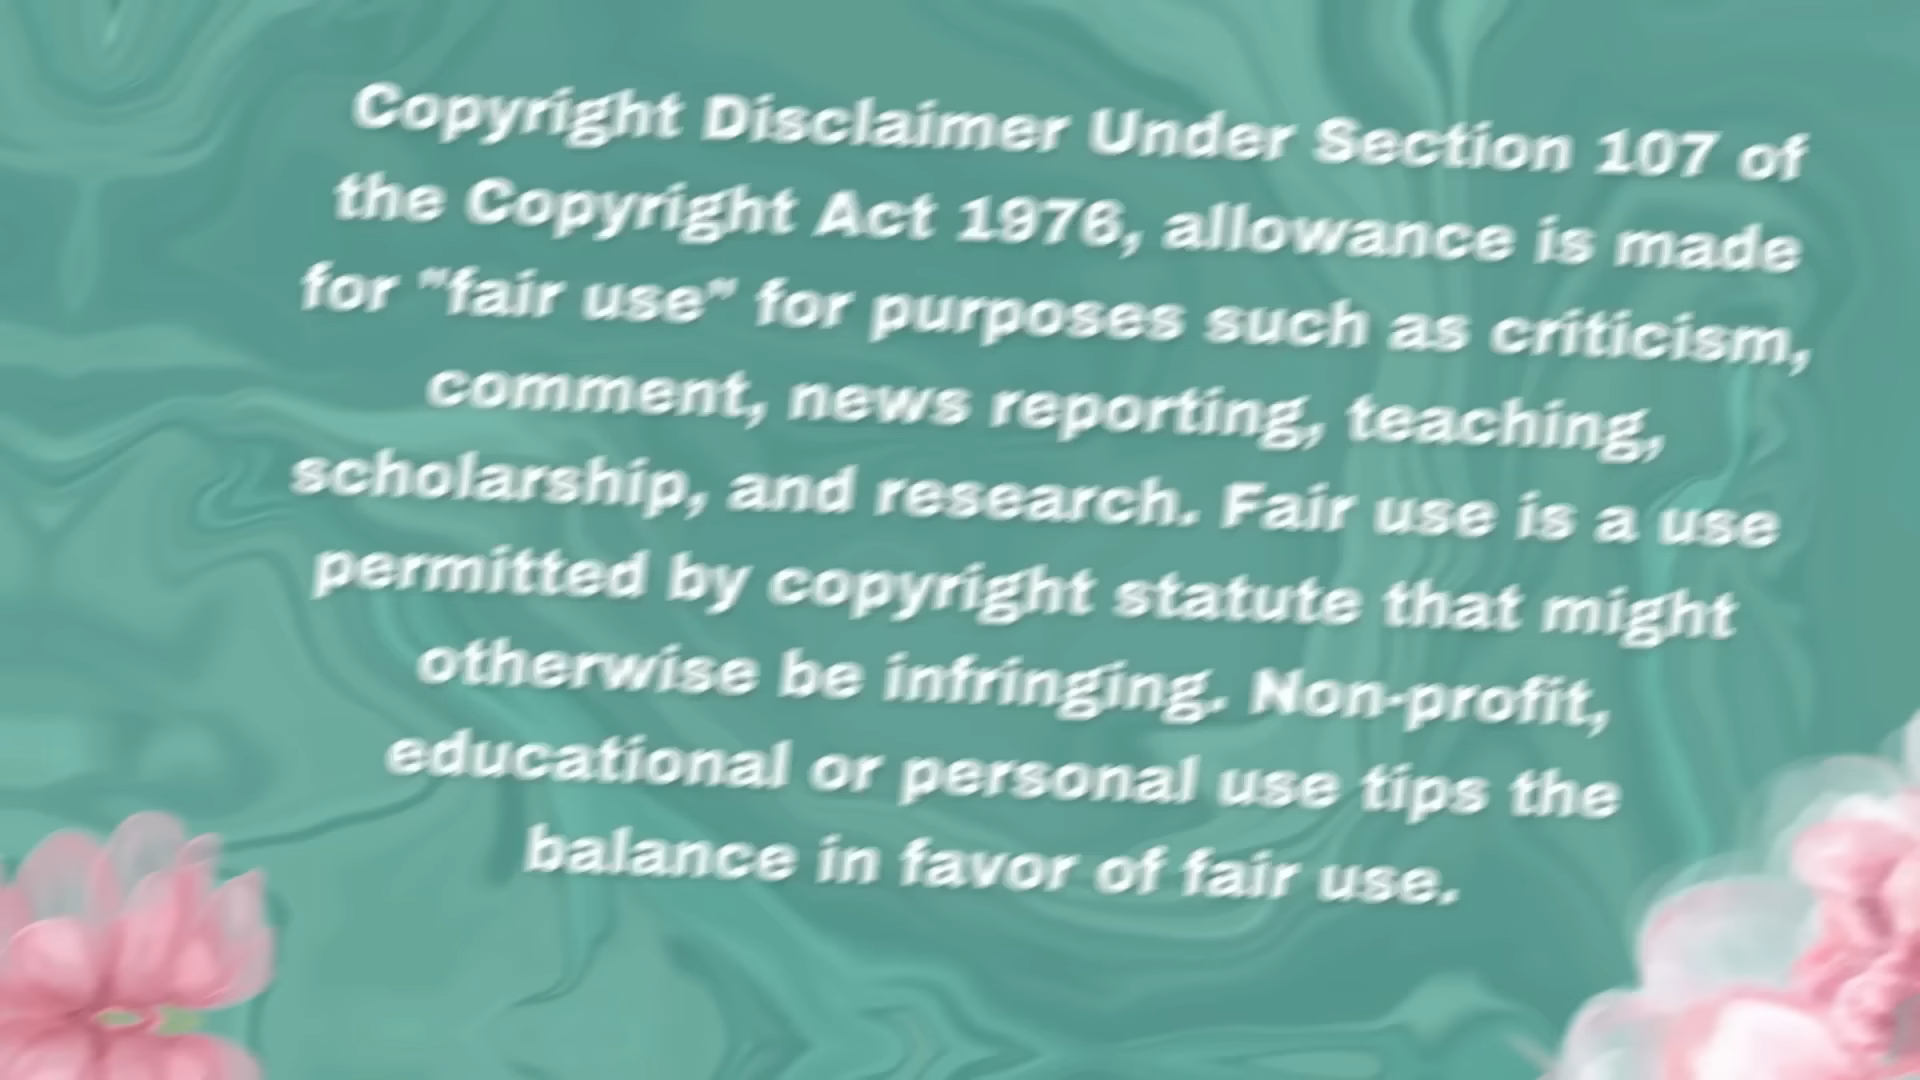 Copyright Disclaimer Under Section 107 of
the Copyright Act 1976, allowance is made
for "fair use" for purposes such as criticism,
comment, news reporting, teaching,
scholarship, and research. Fair use is a use
permitted by copyright statute that might
otherwise be infringing. Non-profit,
educational or personal use tips the
balance in favor of fair use.